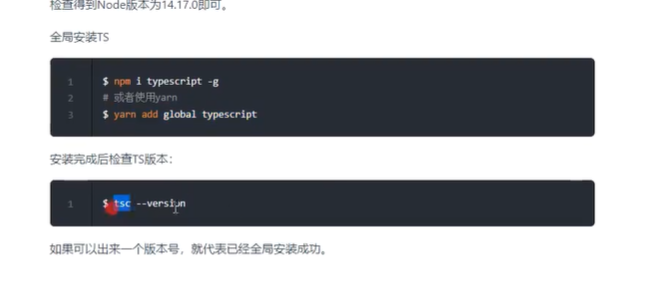 检查得到Node版本为14.17.0即可。
全局安装TS
1 $ npm i typescript -g
2 # 或者使用yarn
3 $ yarn add global typescript
安装完成后检查TS版本：
1 $ tsc --version
如果可以出来一个版本号，就代表已经全局安装成功。